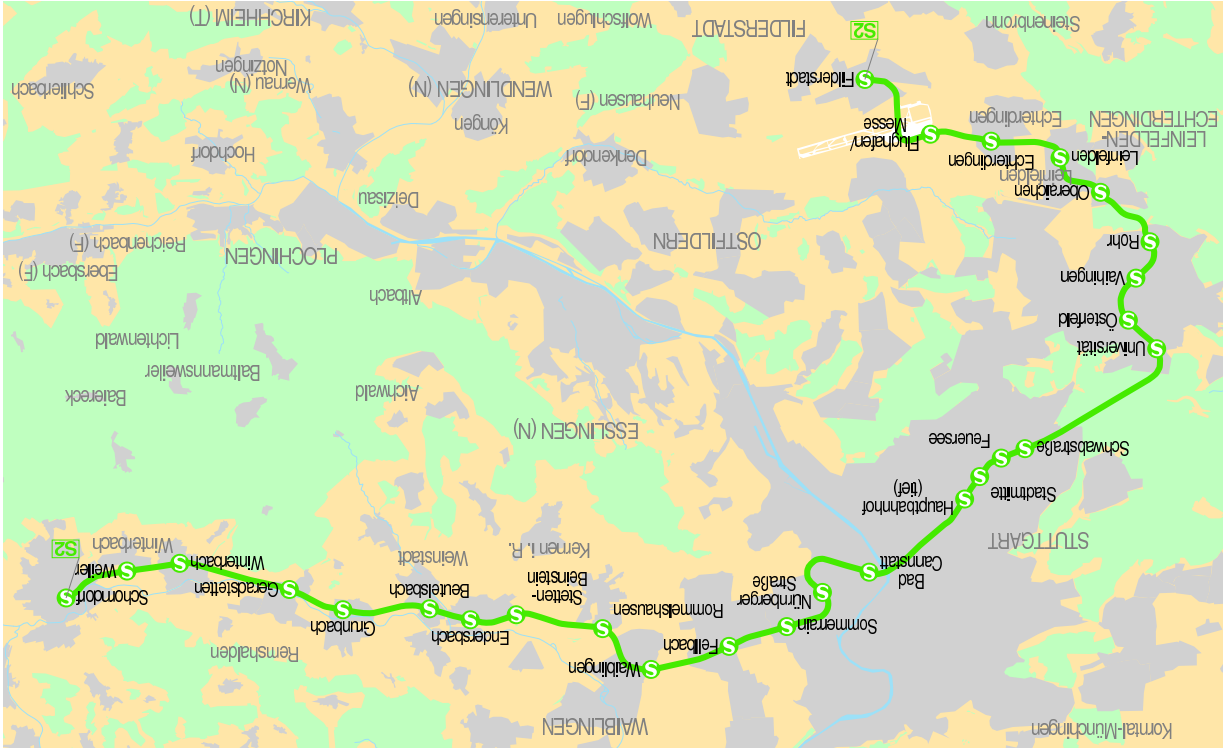 Korntal-Münchingen
WAIBLINGEN
Waiblingen
Remshalden
Fellbach
Endersbach
Grunbach
Sommerrain
Rommelshausen
Nürnberger
Straße
Stetten-
Beinstein
Beutelsbach
Schorndorf
Geradstetten
Bad
Cannstatt
Weiler
Winterbach
Weinstadt
Kernen i. R.
Winterbach
S2
STUTTGART
Hauptbahnhof
(tief)
Stadtmitte
Schwabstraße
Feuersee
ESSLINGEN (N)
Aichwald
Baiereck
Baltmannsweiler
Universität
Lichtenwald
Österfeld
Altbach
Vaihingen
Ebersbach (F)
PLOCHINGEN
Rohr
OSTFILDERN
Reichenbach (F)
Deizisau
Oberaichen
Leinfelden
Leinfelden
Echterdingen
Denkendorf
Hochdorf
LEINFELDEN-
ECHTERDINGEN
Flughafen/
Messe
Echterdingen
Köngen
Neuhausen (F)
WENDLINGEN (N)
Schlierbach
Wernau (N)
Filderstadt
Notzingen
S2
FILDERSTADT
Steinenbronn
Wolfschlugen
Unterensingen
KIRCHHEIM (T)